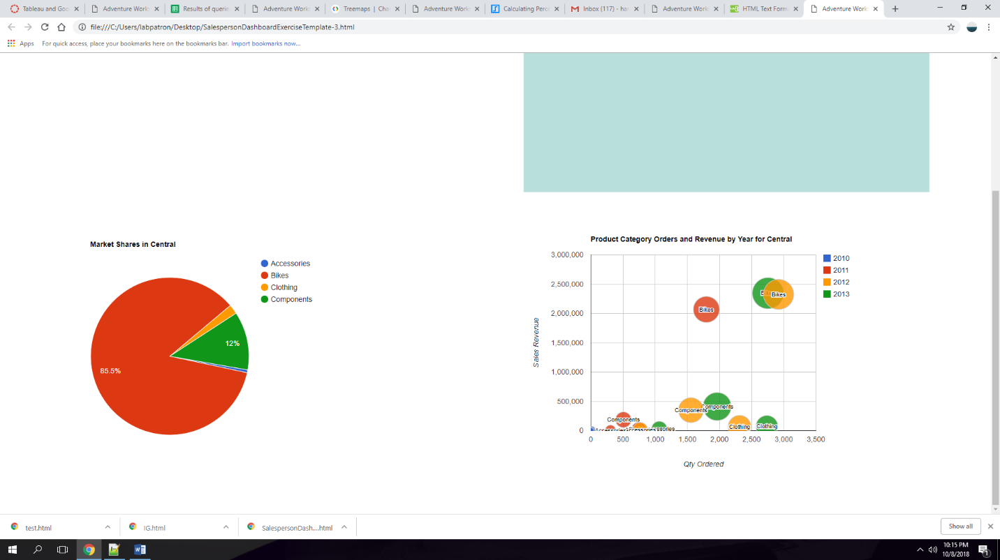 Tableau and Goo
Adventure Work
Results of querie
Adventure Work
Treemaps | Cha
Adventure Work
Calculating Perc
Inbox (117) - har
Adventure Work
HTML Text Form
Adventure Work
file:///C:/Users/labpatron/Desktop/SalespersonDashboardExerciseTemplate-3.html
Apps For quick access, place your bookmarks here on the bookmarks bar. Import bookmarks now...
Market Shares in Central
Accessories
Bikes
Clothing
Components
12%
85.5%
Product Category Orders and Revenue by Year for Central
3,000,000
2,500,000
2,000,000
1,500,000
1,000,000
500,000
0
Sales Revenue
2010
2011
2012
2013
Bikes
Bikes
Components
Components
Components
Clothing
Clothing
0 500 1,000 1,500 2,000 2,500 3,000 3,500
Qty Ordered
test.html
IG.html
SalespersonDash....html
Show all
10:15 PM
10/8/2018
1